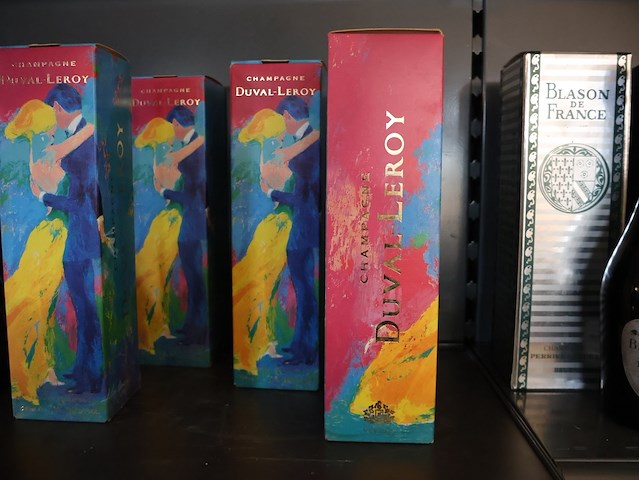 CHAMPAGNE
DUVAL-LEROY
CHAMPAGNE
DUVAL LEROY
CHAMPAGNE
DUVAL-LEROY
CHAMPAGNE
DUVAL-LEROY
BLASON
DE
FRANCE